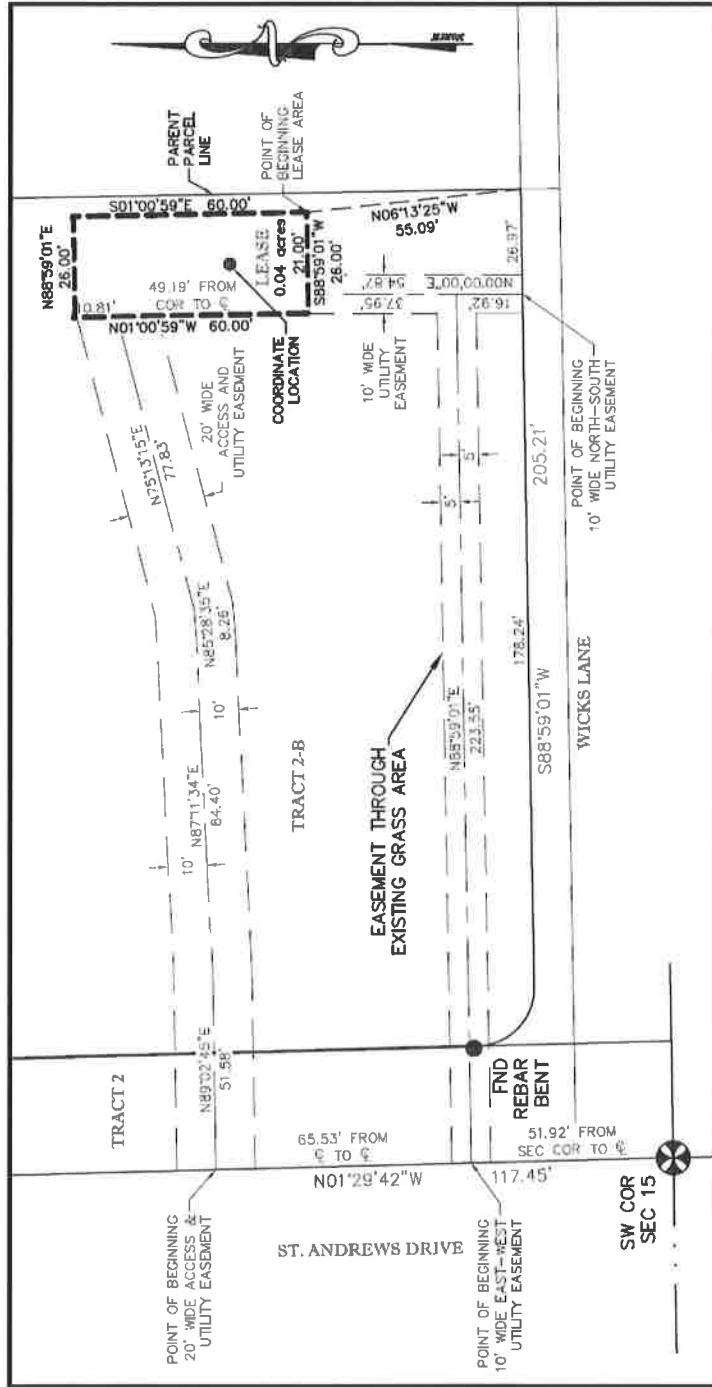 PARENT
PARCEL
LINE
POINT OF
BEGINNING
LEASE AREA
N88°59'01"E
26.00'
S01°00'59"E 60.00'
10.81'
49.19' FROM
COR TO ℄
LEASE
0.04 acres
21.00'
N01°00'59"W 60.00'
S88°59'01"W
26.00'
N06°13'25"W
55.09'
COORDINATE
LOCATION
20' WIDE
ACCESS AND
UTILITY EASEMENT
N75°13'15"E
77.83'
N85°28'35"E
8.26'
N87°11'34"E
64.40'
10'
10'
N89°02'45"E
51.58'
TRACT 2
TRACT 2-B
10' WIDE
UTILITY
EASEMENT
37.95'
54.87'
N00°00'00"E
16.92'
26.97'
5'
5'
POINT OF BEGINNING
10' WIDE NORTH-SOUTH
UTILITY EASEMENT
EASEMENT THROUGH
EXISTING GRASS AREA
N88°59'01"E
223.55'
178.24'
205.21'
S88°59'01"W
WICKS LANE
FND
REBAR
BENT
65.53' FROM
℄ TO ℄
51.92' FROM
SEC COR TO ℄
N01°29'42"W
117.45'
POINT OF BEGINNING
20' WIDE ACCESS &
UTILITY EASEMENT
ST. ANDREWS DRIVE
POINT OF BEGINNING
10' WIDE EAST-WEST
UTILITY EASEMENT
SW COR
SEC 15